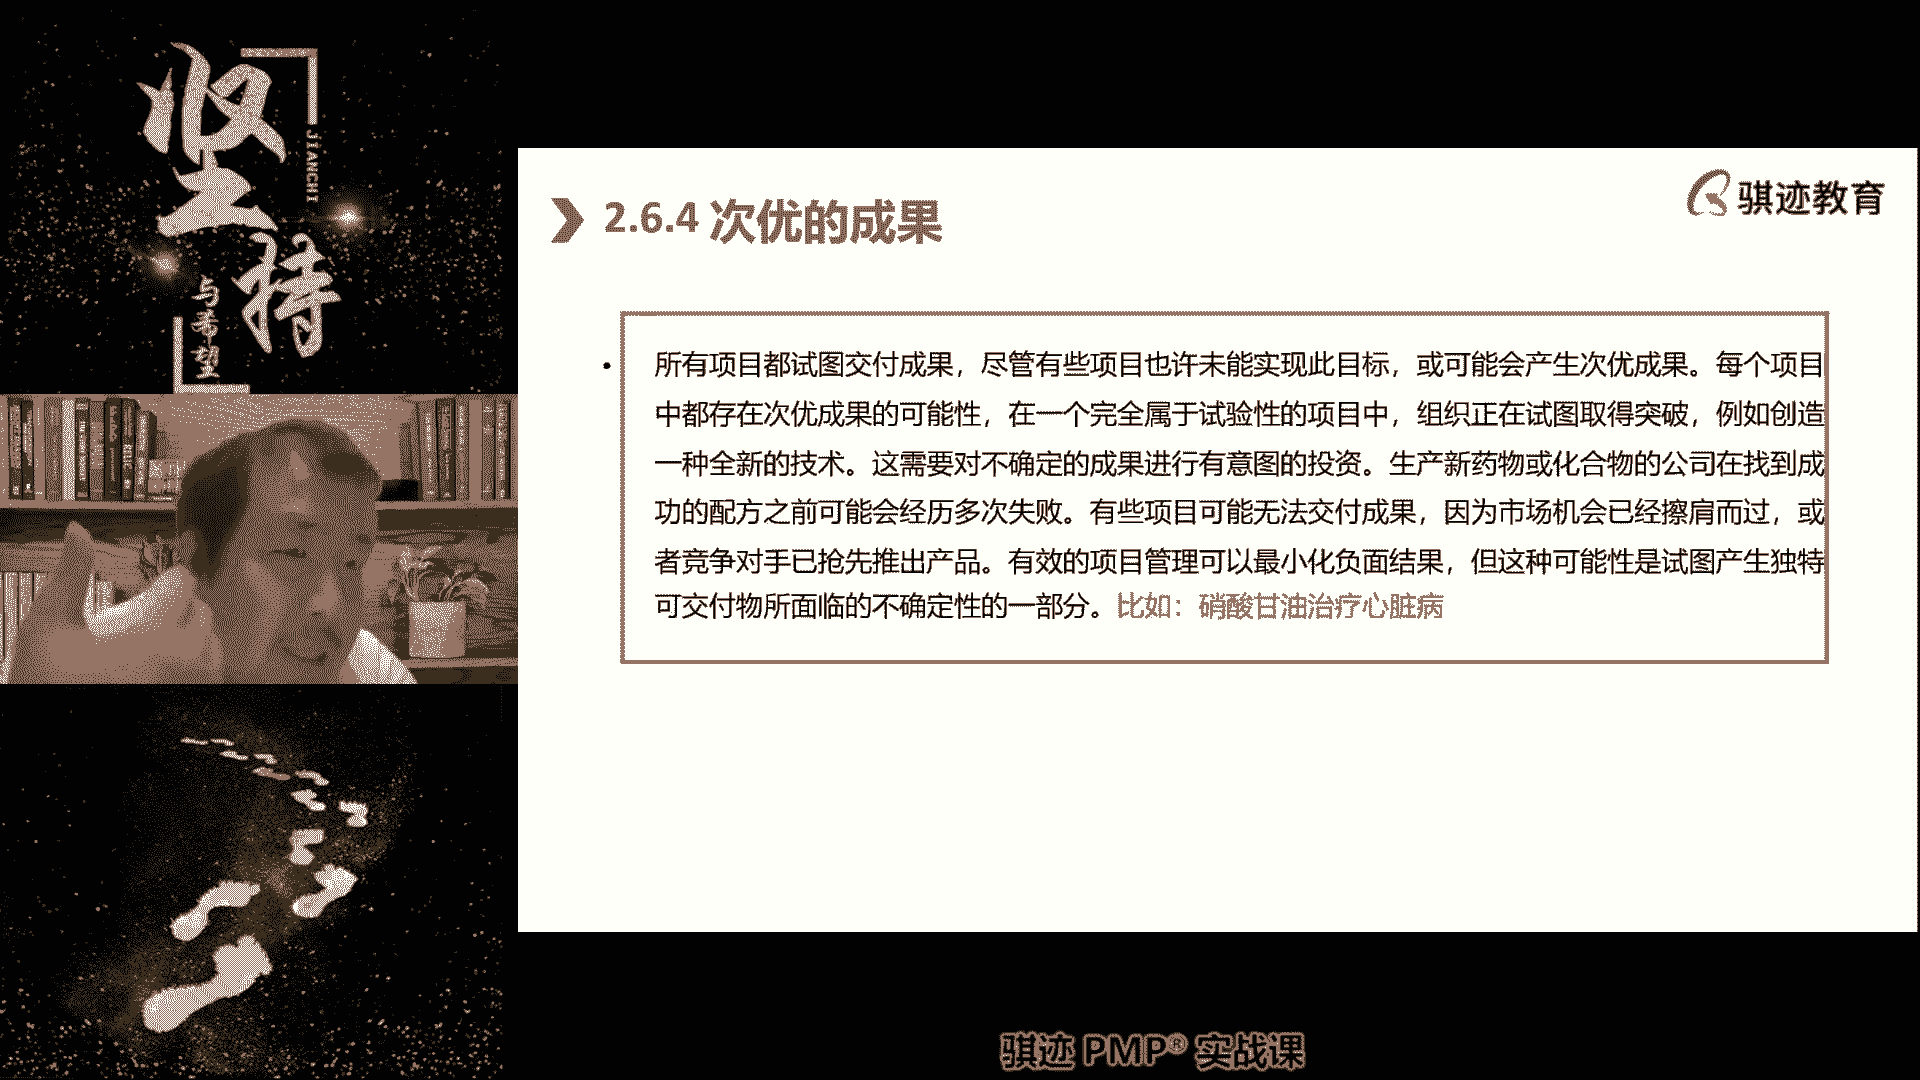 坚持
JIANCHI
与希望
骐迹教育
2.6.4 次优的成果
• 所有项目都试图交付成果，尽管有些项目也许未能实现此目标，或可能会产生次优成果。每个项目
中都存在次优成果的可能性，在一个完全属于试验性的项目中，组织正在试图取得突破，例如创造
一种全新的技术。这需要对不确定的成果进行有意图的投资。生产新药物或化合物的公司在找到成
功的配方之前可能会经历多次失败。有些项目可能无法交付成果，因为市场机会已经擦肩而过，或
者竞争对手已抢先推出产品。有效的项目管理可以最小化负面结果，但这种可能性是试图产生独特
可交付物所面临的不确定性的一部分。比如：硝酸甘油治疗心脏病
骐迹 PMP® 实战课